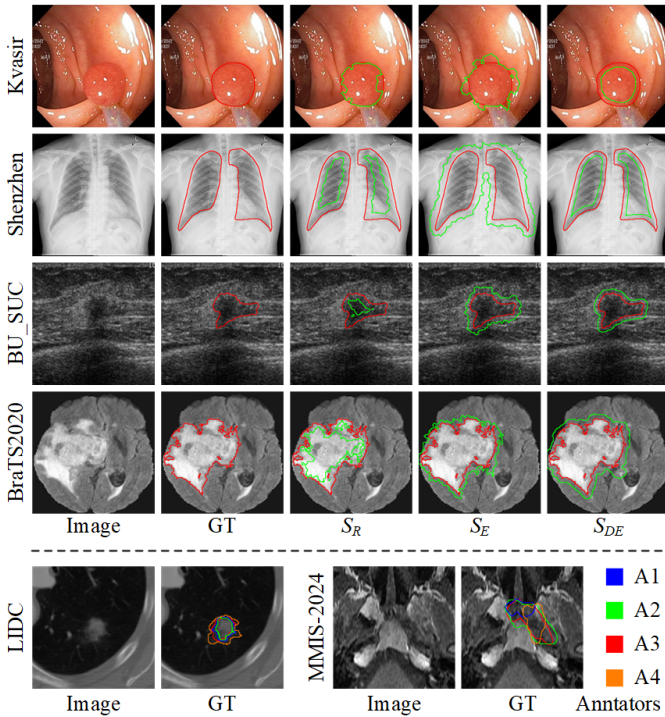 Kvasir
Shenzhen
BU_SUC
BraTS2020
Image GT S_R S_E S_DE
LIDC
MMIS-2024
A1
A2
A3
A4
Image GT Image GT Anntators